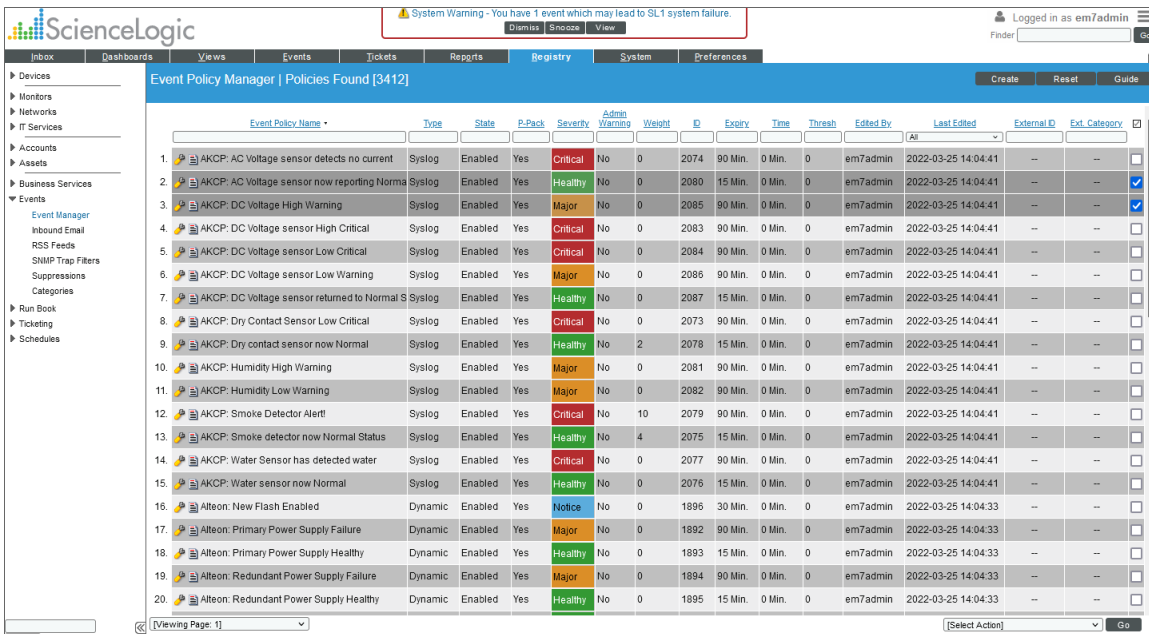 ScienceLogic
System Warning - You have 1 event which may lead to SL1 system failure.
Dismiss Snooze View
Logged in as em7admin
Finder Go
Inbox Dashboards Views Events Tickets Reports Registry System Preferences
Devices
Monitors
Networks
IT Services
Accounts
Assets
Business Services
Events
Event Manager
Inbound Email
RSS Feeds
SNMP Trap Filters
Suppressions
Categories
Run Book
Ticketing
Schedules
Event Policy Manager | Policies Found [3412]
Create Reset Guide
Event Policy Name Type State P-Pack Severity Admin Warning Weight ID Expiry Time Thresh Edited By Last Edited External ID Ext. Category
All
1. AKCP: AC Voltage sensor detects no current Syslog Enabled Yes Critical No 0 2074 90 Min. 0 Min. 0 em7admin 2022-03-25 14:04:41 -- --
2. AKCP: AC Voltage sensor now reporting Norma Syslog Enabled Yes Healthy No 0 2080 15 Min. 0 Min. 0 em7admin 2022-03-25 14:04:41 -- --
3. AKCP: DC Voltage High Warning Syslog Enabled Yes Major No 0 2085 90 Min. 0 Min. 0 em7admin 2022-03-25 14:04:41 -- --
4. AKCP: DC Voltage sensor High Critical Syslog Enabled Yes Critical No 0 2083 90 Min. 0 Min. 0 em7admin 2022-03-25 14:04:41 -- --
5. AKCP: DC Voltage sensor Low Critical Syslog Enabled Yes Critical No 0 2084 90 Min. 0 Min. 0 em7admin 2022-03-25 14:04:41 -- --
6. AKCP: DC Voltage sensor Low Warning Syslog Enabled Yes Major No 0 2086 90 Min. 0 Min. 0 em7admin 2022-03-25 14:04:41 -- --
7. AKCP: DC Voltage sensor returned to Normal S Syslog Enabled Yes Healthy No 0 2087 15 Min. 0 Min. 0 em7admin 2022-03-25 14:04:41 -- --
8. AKCP: Dry Contact Sensor Low Critical Syslog Enabled Yes Critical No 0 2073 90 Min. 0 Min. 0 em7admin 2022-03-25 14:04:41 -- --
9. AKCP: Dry contact sensor now Normal Syslog Enabled Yes Healthy No 2 2078 15 Min. 0 Min. 0 em7admin 2022-03-25 14:04:41 -- --
10. AKCP: Humidity High Warning Syslog Enabled Yes Major No 0 2081 90 Min. 0 Min. 0 em7admin 2022-03-25 14:04:41 -- --
11. AKCP: Humidity Low Warning Syslog Enabled Yes Major No 0 2082 90 Min. 0 Min. 0 em7admin 2022-03-25 14:04:41 -- --
12. AKCP: Smoke Detector Alert! Syslog Enabled Yes Critical No 10 2079 90 Min. 0 Min. 0 em7admin 2022-03-25 14:04:41 -- --
13. AKCP: Smoke detector now Normal Status Syslog Enabled Yes Healthy No 4 2075 15 Min. 0 Min. 0 em7admin 2022-03-25 14:04:41 -- --
14. AKCP: Water Sensor has detected water Syslog Enabled Yes Critical No 0 2077 90 Min. 0 Min. 0 em7admin 2022-03-25 14:04:41 -- --
15. AKCP: Water sensor now Normal Syslog Enabled Yes Healthy No 0 2076 15 Min. 0 Min. 0 em7admin 2022-03-25 14:04:41 -- --
16. Alteon: New Flash Enabled Dynamic Enabled Yes Notice No 0 1896 30 Min. 0 Min. 0 em7admin 2022-03-25 14:04:33 -- --
17. Alteon: Primary Power Supply Failure Dynamic Enabled Yes Major No 0 1892 90 Min. 0 Min. 0 em7admin 2022-03-25 14:04:33 -- --
18. Alteon: Primary Power Supply Healthy Dynamic Enabled Yes Healthy No 0 1893 15 Min. 0 Min. 0 em7admin 2022-03-25 14:04:33 -- --
19. Alteon: Redundant Power Supply Failure Dynamic Enabled Yes Major No 0 1894 90 Min. 0 Min. 0 em7admin 2022-03-25 14:04:33 -- --
20. Alteon: Redundant Power Supply Healthy Dynamic Enabled Yes Healthy No 0 1895 15 Min. 0 Min. 0 em7admin 2022-03-25 14:04:33 -- --
[Viewing Page: 1] [Select Action] Go